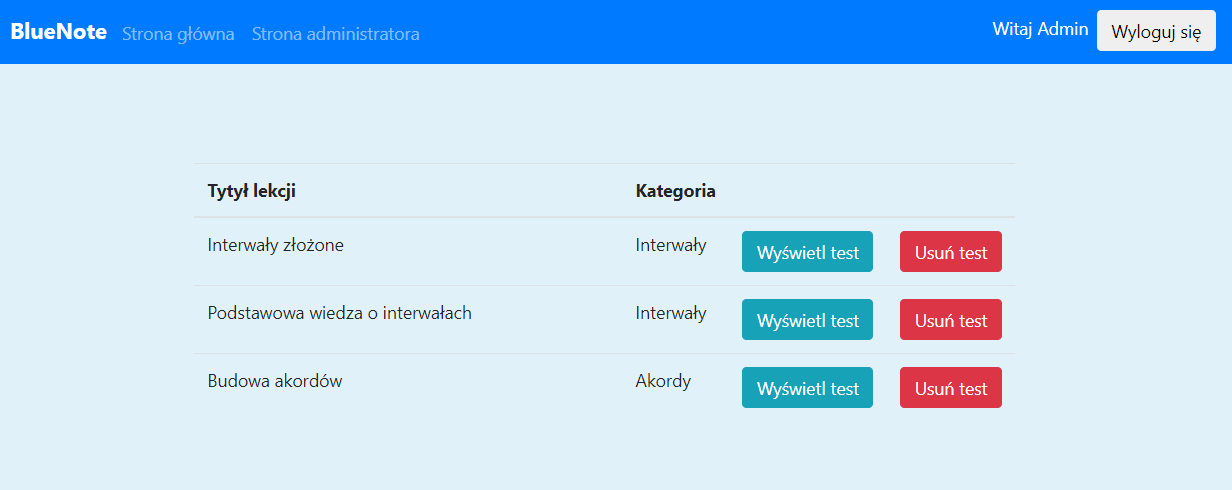 BlueNote Strona główna Strona administratora Witaj Admin Wyloguj się
Tytył lekcji Kategoria
Interwały złożone Interwały Wyświetl test Usuń test
Podstawowa wiedza o interwałach Interwały Wyświetl test Usuń test
Budowa akordów Akordy Wyświetl test Usuń test